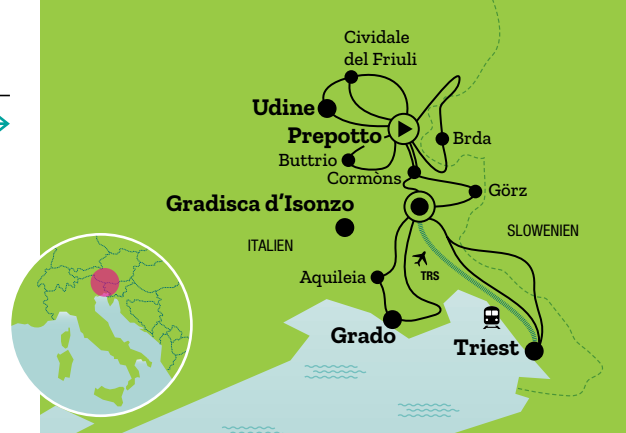 Cividale
del Friuli
Udine
Prepotto
Brda
Buttrio
Cormòns
Görz
Gradisca d’Isonzo
SLOWENIEN
ITALIEN
TRS
Aquileia
Grado
Triest